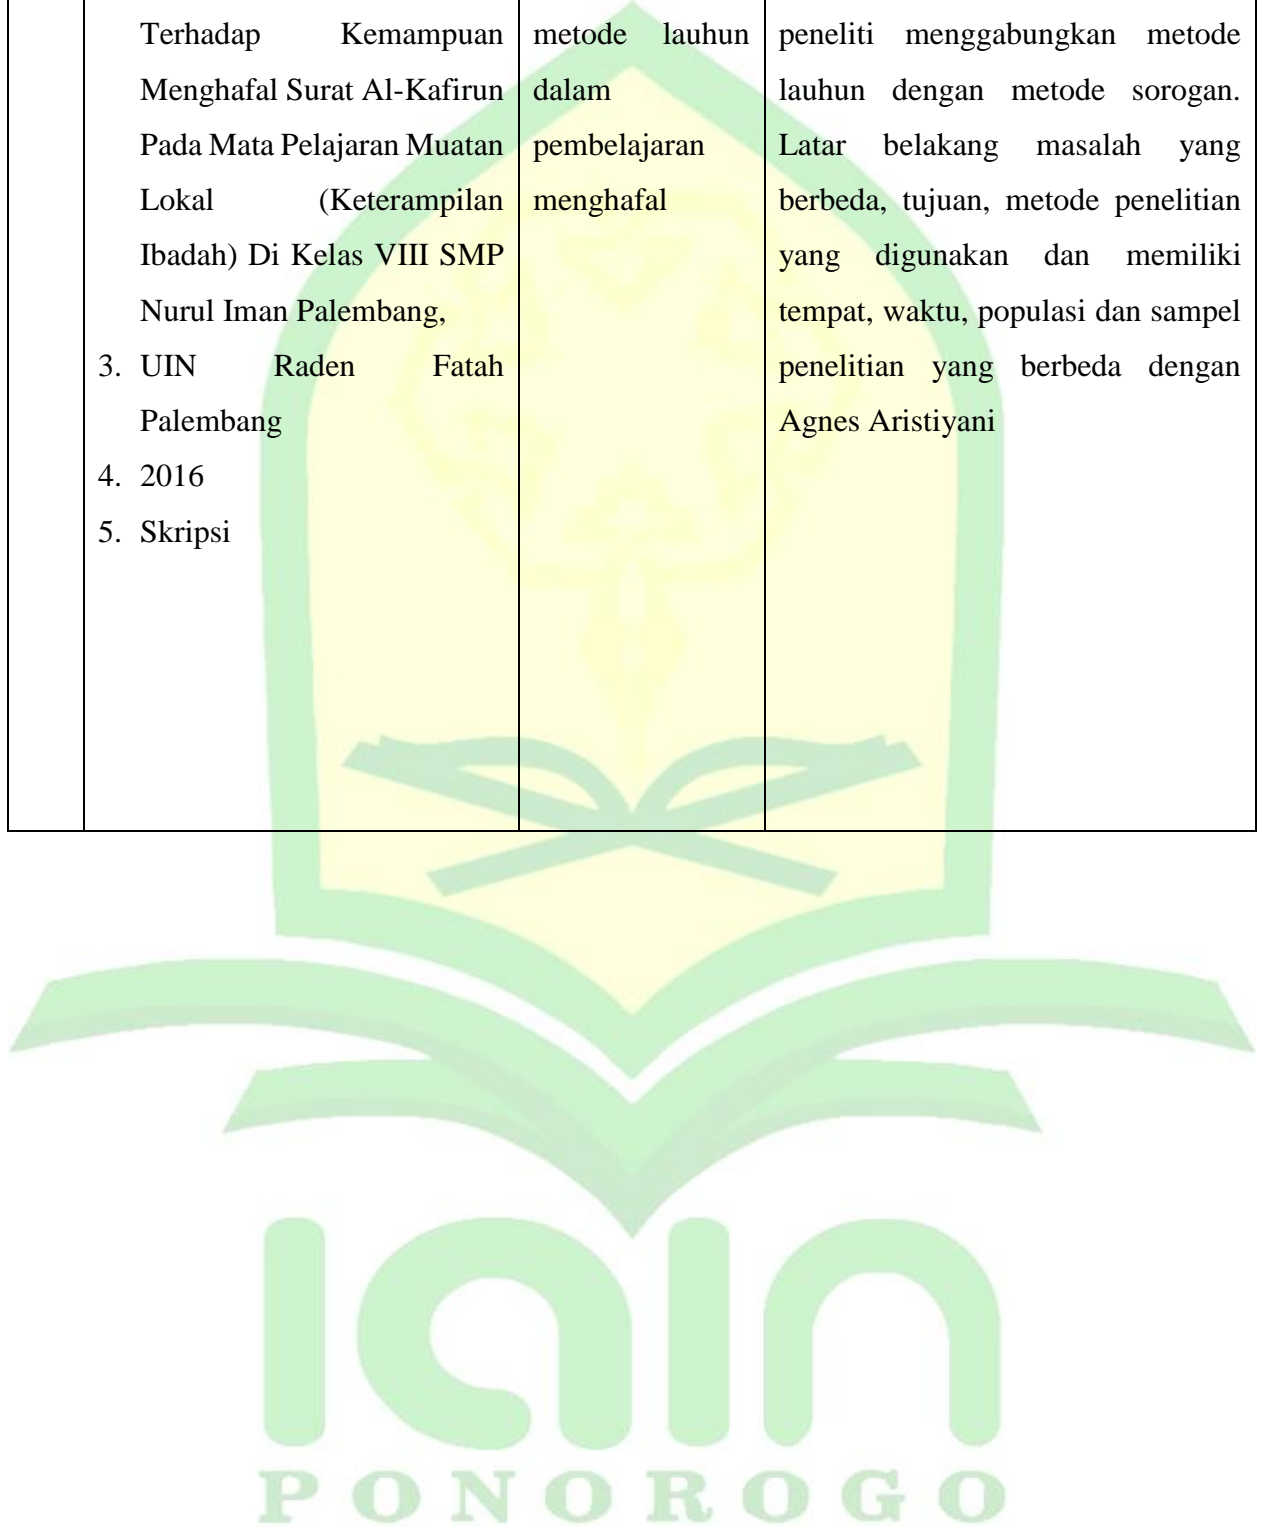 Terhadap Kemampuan
Menghafal Surat Al-Kafirun
Pada Mata Pelajaran Muatan
Lokal (Keterampilan
Ibadah) Di Kelas VIII SMP
Nurul Iman Palembang,
3. UIN Raden Fatah
Palembang
4. 2016
5. Skripsi
metode lauhun
dalam
pembelajaran
menghafal
peneliti menggabungkan metode
lauhun dengan metode sorogan.
Latar belakang masalah yang
berbeda, tujuan, metode penelitian
yang digunakan dan memiliki
tempat, waktu, populasi dan sampel
penelitian yang berbeda dengan
Agnes Aristiyani
iain
PONOROGO